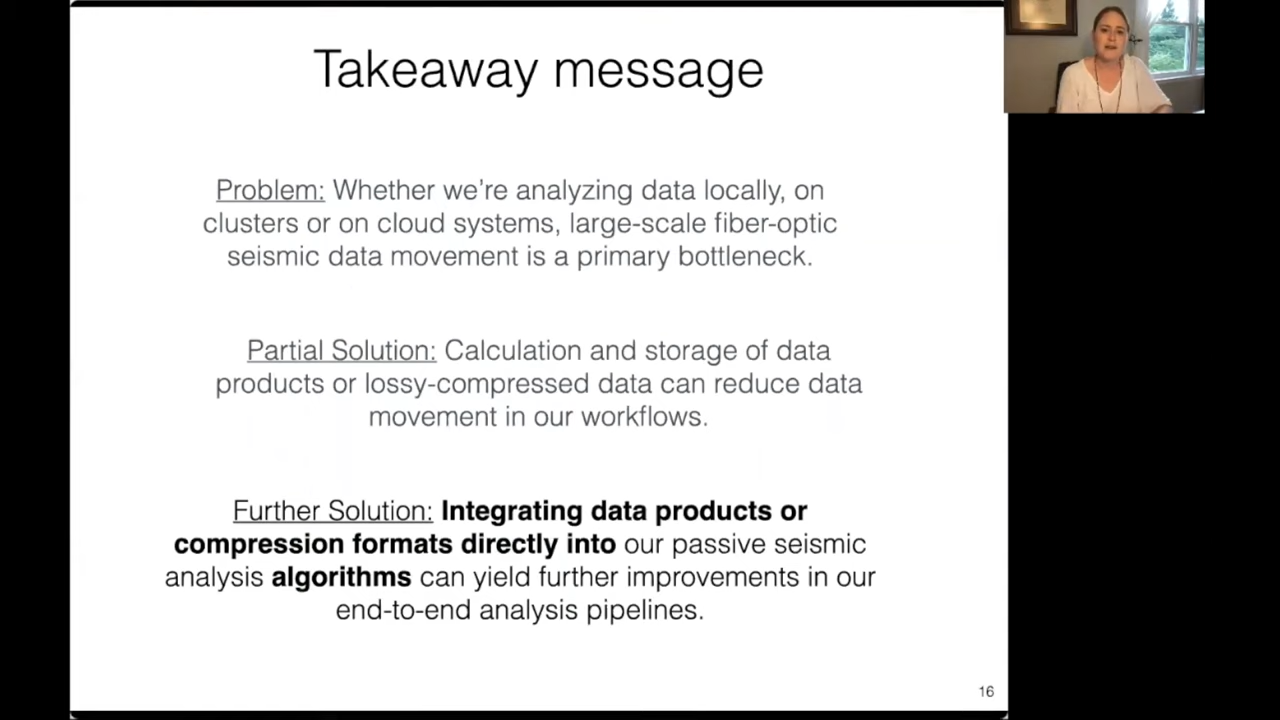 Takeaway message
Problem: Whether we're analyzing data locally, on
clusters or on cloud systems, large-scale fiber-optic
seismic data movement is a primary bottleneck.
Partial Solution: Calculation and storage of data
products or lossy-compressed data can reduce data
movement in our workflows.
Further Solution: Integrating data products or
compression formats directly into our passive seismic
analysis algorithms can yield further improvements in our
end-to-end analysis pipelines.
16